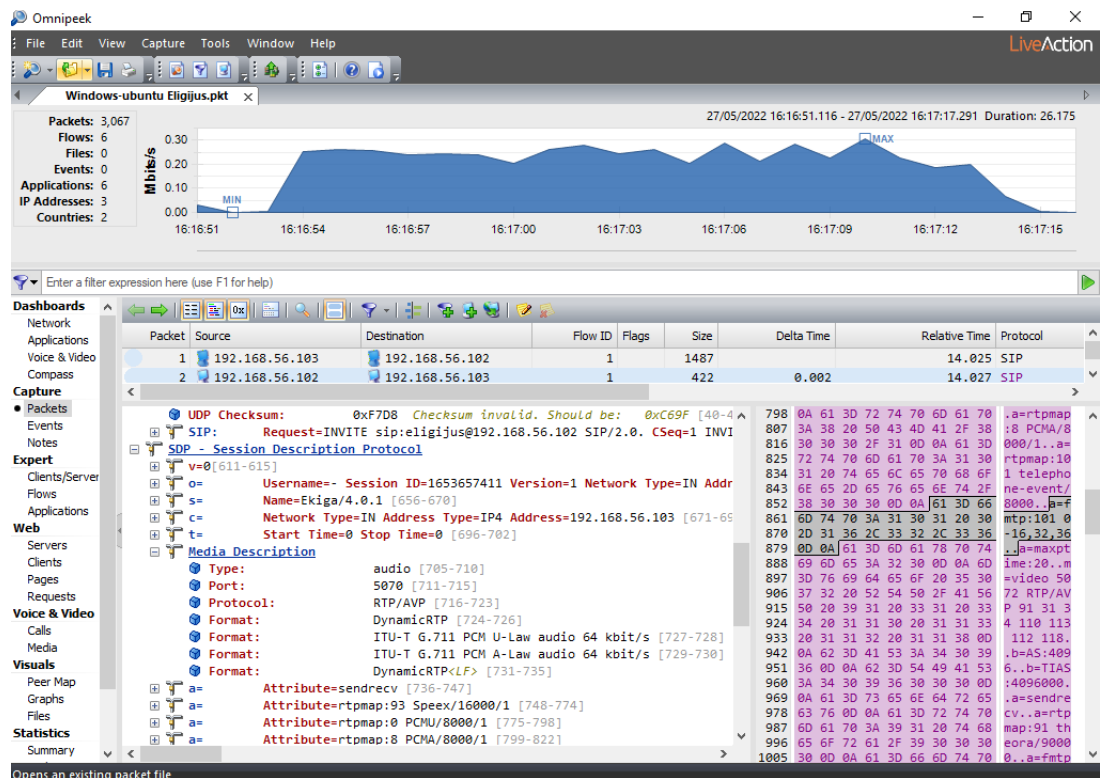 Omnipeek
File Edit View Capture Tools Window Help
LiveAction
Windows-ubuntu Eligijus.pkt
Packets: 3,067
Flows: 6
Files: 0
Events: 0
Applications: 6
IP Addresses: 3
Countries: 2
27/05/2022 16:16:51.116 - 27/05/2022 16:17:17.291 Duration: 26.175
Mbits/s
0.30
0.20
0.10
0.00
MIN
MAX
16:16:51 16:16:54 16:16:57 16:17:00 16:17:03 16:17:06 16:17:09 16:17:12 16:17:15
Enter a filter expression here (use F1 for help)
Dashboards
Network
Applications
Voice & Video
Compass
Capture
Packets
Events
Notes
Expert
Clients/Server
Flows
Applications
Web
Servers
Clients
Pages
Requests
Voice & Video
Calls
Media
Visuals
Peer Map
Graphs
Files
Statistics
Summary
0x
Packet Source Destination Flow ID Flags Size Delta Time Relative Time Protocol
1 192.168.56.103 192.168.56.102 1 1487 14.025 SIP
2 192.168.56.102 192.168.56.103 1 422 0.002 14.027 SIP
UDP Checksum: 0xF7D8 Checksum invalid. Should be: 0xC69F [40-4
SIP: Request=INVITE sip:eligijus@192.168.56.102 SIP/2.0. CSeq=1 INVI
SDP - Session Description Protocol
v=0[611-615]
o= Username=- Session ID=1653657411 Version=1 Network Type=IN Addr
s= Name=Ekiga/4.0.1 [656-670]
c= Network Type=IN Address Type=IP4 Address=192.168.56.103 [671-69
t= Start Time=0 Stop Time=0 [696-702]
Media Description
Type: audio [705-710]
Port: 5070 [711-715]
Protocol: RTP/AVP [716-723]
Format: DynamicRTP [724-726]
Format: ITU-T G.711 PCM U-Law audio 64 kbit/s [727-728]
Format: ITU-T G.711 PCM A-Law audio 64 kbit/s [729-730]
Format: DynamicRTP<LF> [731-735]
a= Attribute=sendrecv [736-747]
a= Attribute=rtpmap:93 Speex/16000/1 [748-774]
a= Attribute=rtpmap:0 PCMU/8000/1 [775-798]
a= Attribute=rtpmap:8 PCMA/8000/1 [799-822]
798 0A 61 3D 72 74 70 6D 61 70 .a=rtpmap
807 3A 38 20 50 43 4D 41 2F 38 :8 PCMA/8
816 30 30 30 2F 31 0D 0A 61 3D 000/1..a=
825 72 74 70 6D 61 70 3A 31 30 rtpmap:10
834 31 20 74 65 6C 65 70 68 6F 1 telepho
843 6E 65 2D 65 76 65 6E 74 2F ne-event/
852 38 30 30 30 0D 0A 61 3D 66 8000..a=f
861 6D 74 70 3A 31 30 31 20 30 mtp:101 0
870 2D 31 36 2C 33 32 2C 33 36 -16,32,36
879 0D 0A 61 3D 6D 61 78 70 74 ..a=maxpt
888 69 6D 65 3A 32 30 0D 0A 6D ime:20..m
897 3D 76 69 64 65 6F 20 35 30 =video 50
906 37 32 20 52 54 50 2F 41 56 72 RTP/AV
915 50 20 39 31 20 33 31 20 33 P 91 31 3
924 34 20 31 31 30 20 31 31 33 4 110 113
933 20 31 31 32 20 31 31 38 0D 112 118.
942 0A 62 3D 41 53 3A 34 30 39 .b=AS:409
951 36 0D 0A 62 3D 54 49 41 53 6..b=TIAS
960 3A 34 30 39 36 30 30 30 0D :4096000.
969 0A 61 3D 73 65 6E 64 72 65 .a=sendre
978 63 76 0D 0A 61 3D 72 74 70 cv..a=rtp
987 6D 61 70 3A 39 31 20 74 68 map:91 th
996 65 6F 72 61 2F 39 30 30 30 eora/9000
1005 30 0D 0A 61 3D 66 6D 74 70 0..a=fmtp
Opens an existing packet file